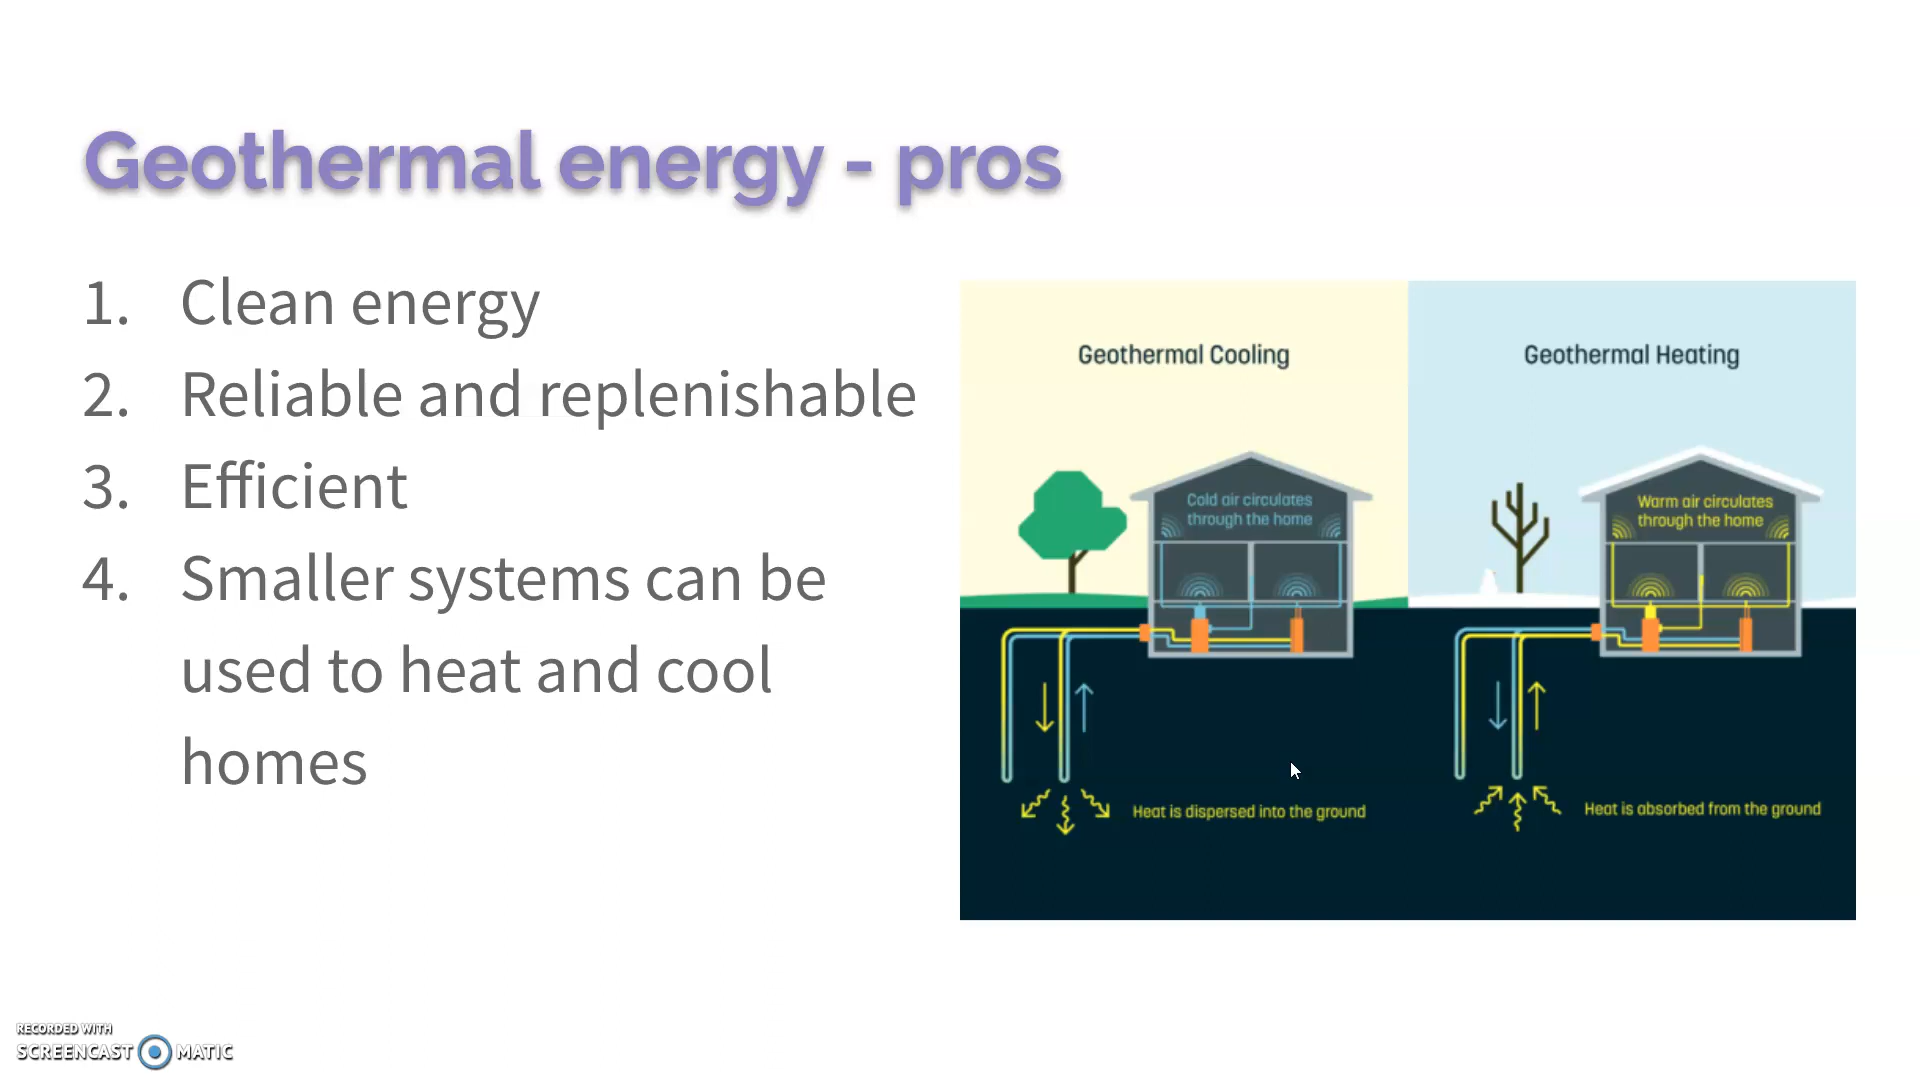 Geothermal energy - pros
1. Clean energy
2. Reliable and replenishable
3. Efficient
4. Smaller systems can be
used to heat and cool
homes
Geothermal Cooling
Cold air circulates
through the home
Heat is dispersed into the ground
Geothermal Heating
Warm air circulates
through the home
Heat is absorbed from the ground
RECORDED WITH
SCREENCAST MATIC